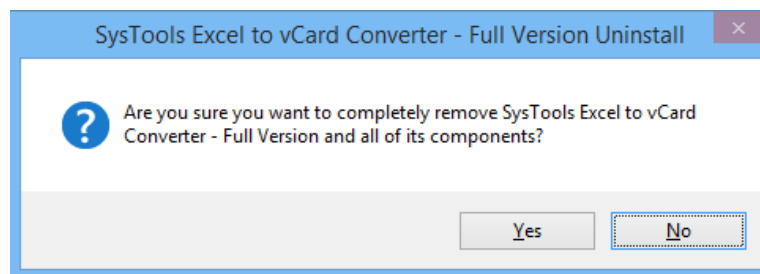 SysTools Excel to vCard Converter - Full Version Uninstall
Are you sure you want to completely remove SysTools Excel to vCard
Converter - Full Version and all of its components?
Yes
No